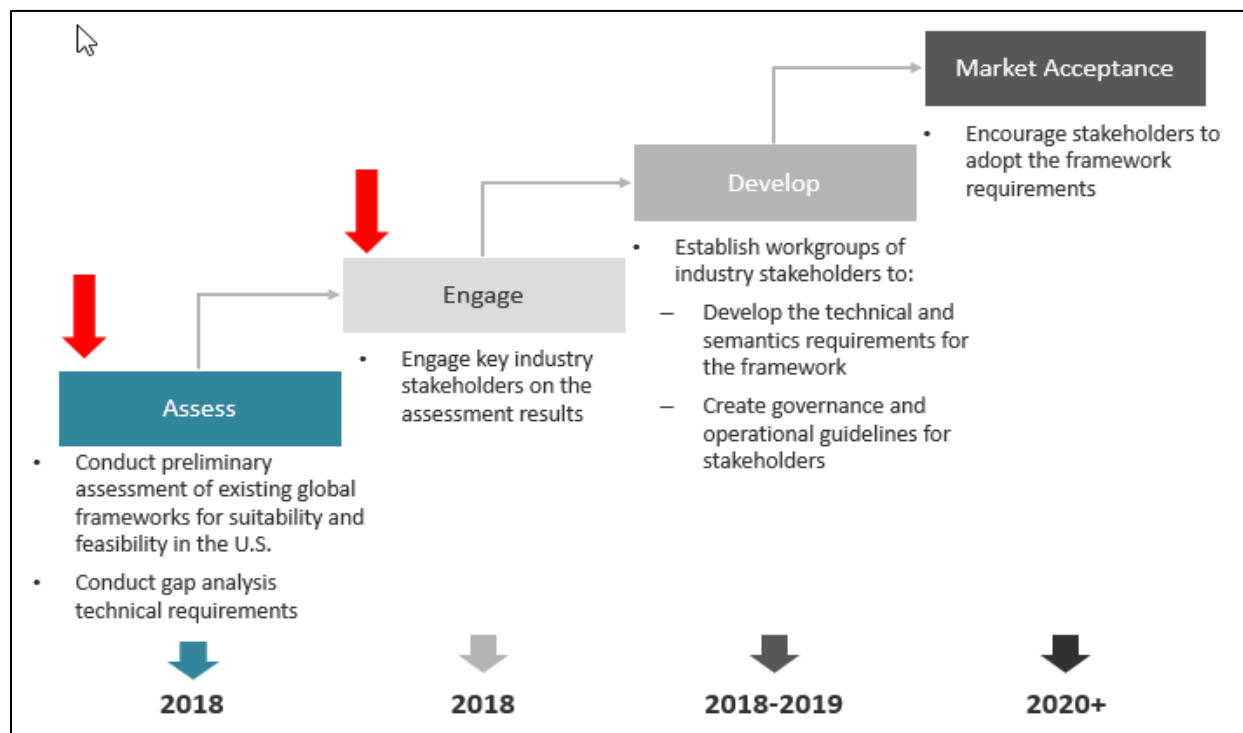 Market Acceptance
• Encourage stakeholders to
adopt the framework
requirements
Develop
• Establish workgroups of
industry stakeholders to:
– Develop the technical and
semantics requirements for
the framework
– Create governance and
operational guidelines for
stakeholders
Engage
• Engage key industry
stakeholders on the
assessment results
Assess
• Conduct preliminary
assessment of existing global
frameworks for suitability and
feasibility in the U.S.
• Conduct gap analysis
technical requirements
2018
2018
2018-2019
2020+